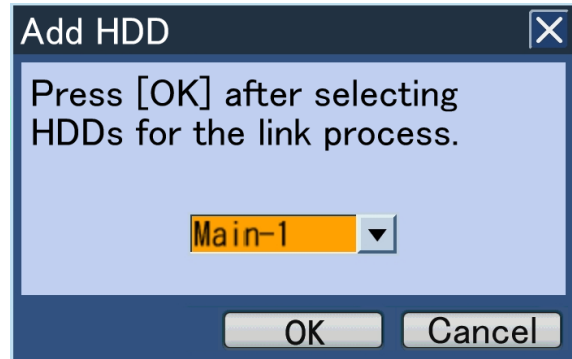 Add HDD
Press [OK] after selecting
HDDs for the link process.
Main-1
OK Cancel